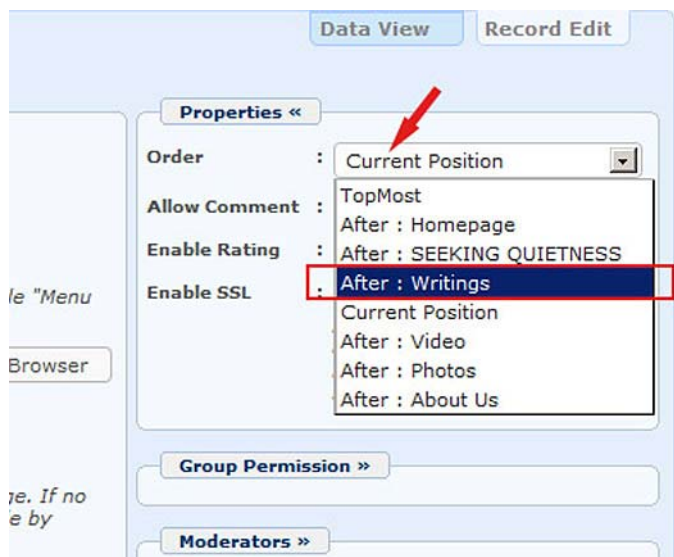 Data View
Record Edit
Properties «
Order : Current Position
TopMost
Allow Comment :
After : Homepage
Enable Rating : After : SEEKING QUIETNESS
Enable SSL : After : Writings
le "Menu
Current Position
After : Video
Browser
After : Photos
After : About Us
Group Permission »
ge. If no
e by
Moderators »